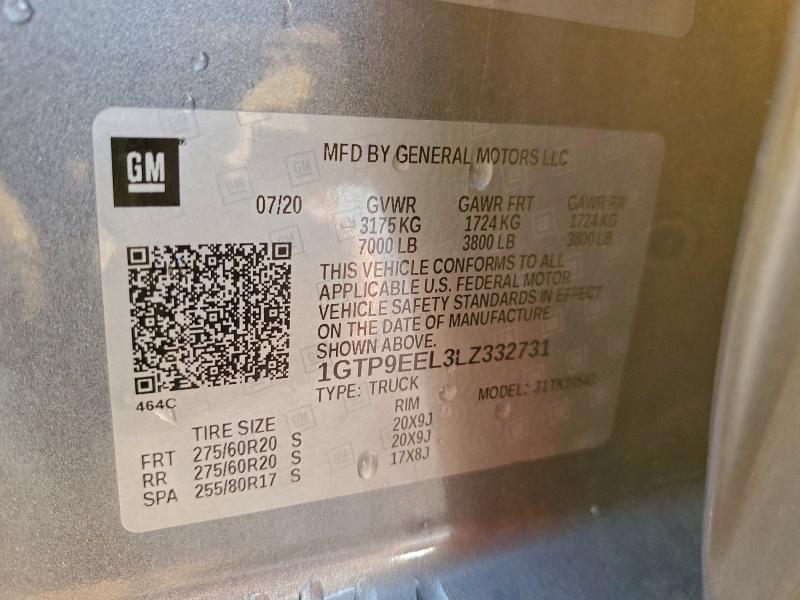 GM
MFD BY GENERAL MOTORS LLC
07/20 GVWR GAWR FRT GAWR RR
3175 KG 1724 KG 1724 KG
7000 LB 3800 LB 3800 LB
THIS VEHICLE CONFORMS TO ALL
APPLICABLE U.S. FEDERAL MOTOR
VEHICLE SAFETY STANDARDS IN EFFECT
ON THE DATE OF MANUFACTURE
SHOWN ABOVE.
1GTP9EEL3LZ332731
TYPE: TRUCK MODEL: 31TK10543
464C
TIRE SIZE RIM
FRT 275/60R20 S 20X9J
RR 275/60R20 S 20X9J
SPA 255/80R17 S 17X8J